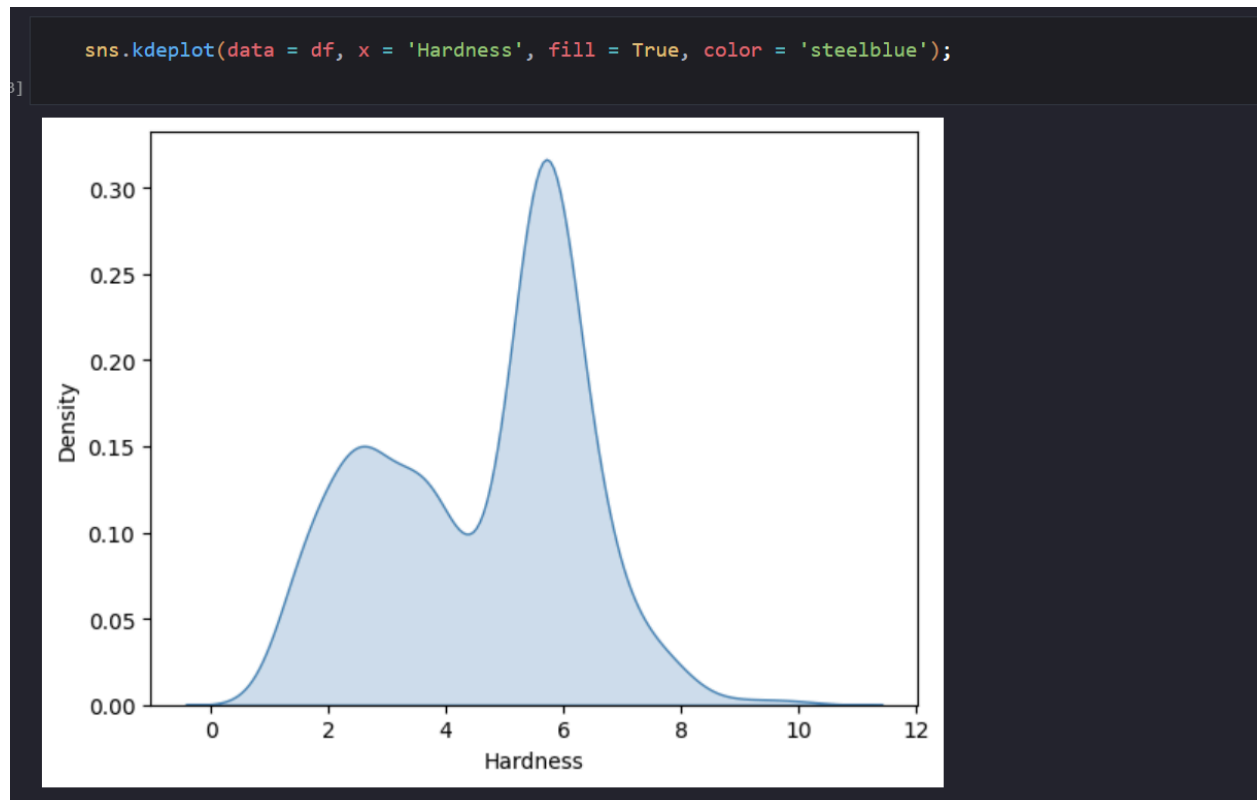 sns.kdeplot(data = df, x = 'Hardness', fill = True, color = 'steelblue');
3]
0.30
0.25
0.20
0.15
0.10
0.05
0.00
Density
0 2 4 6 8 10 12
Hardness